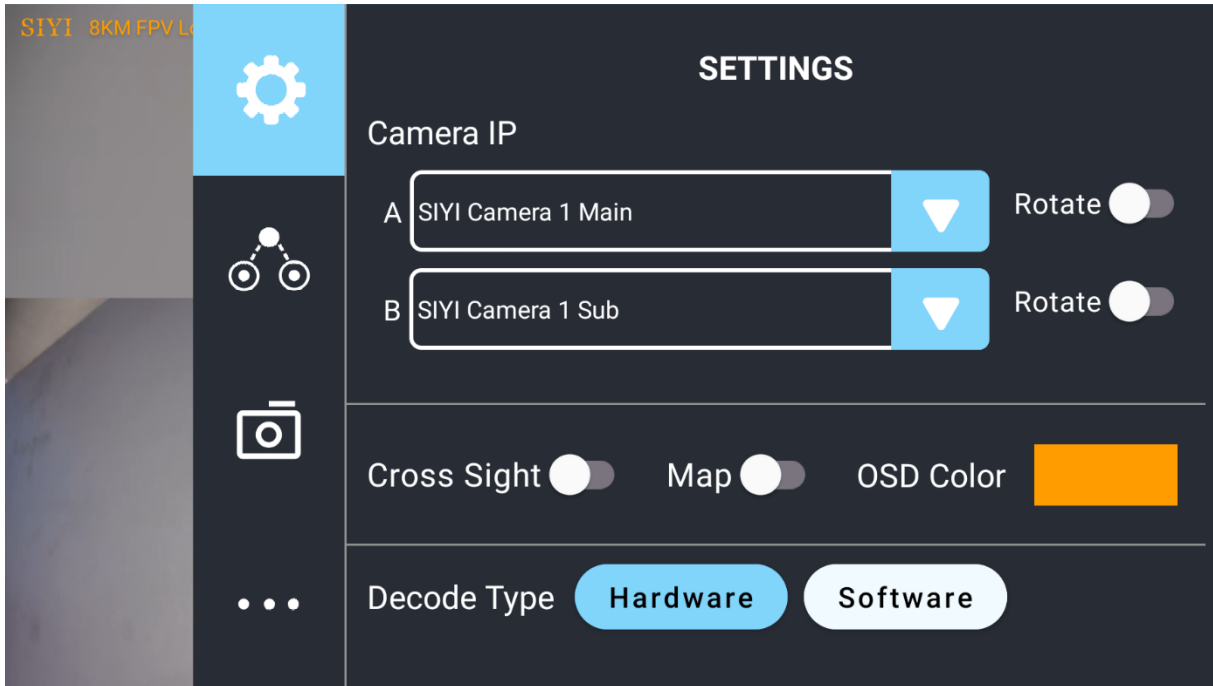 SIYI 8KM FPV
SETTINGS
Camera IP
A SIYI Camera 1 Main Rotate
B SIYI Camera 1 Sub Rotate
Cross Sight Map OSD Color
Decode Type Hardware Software